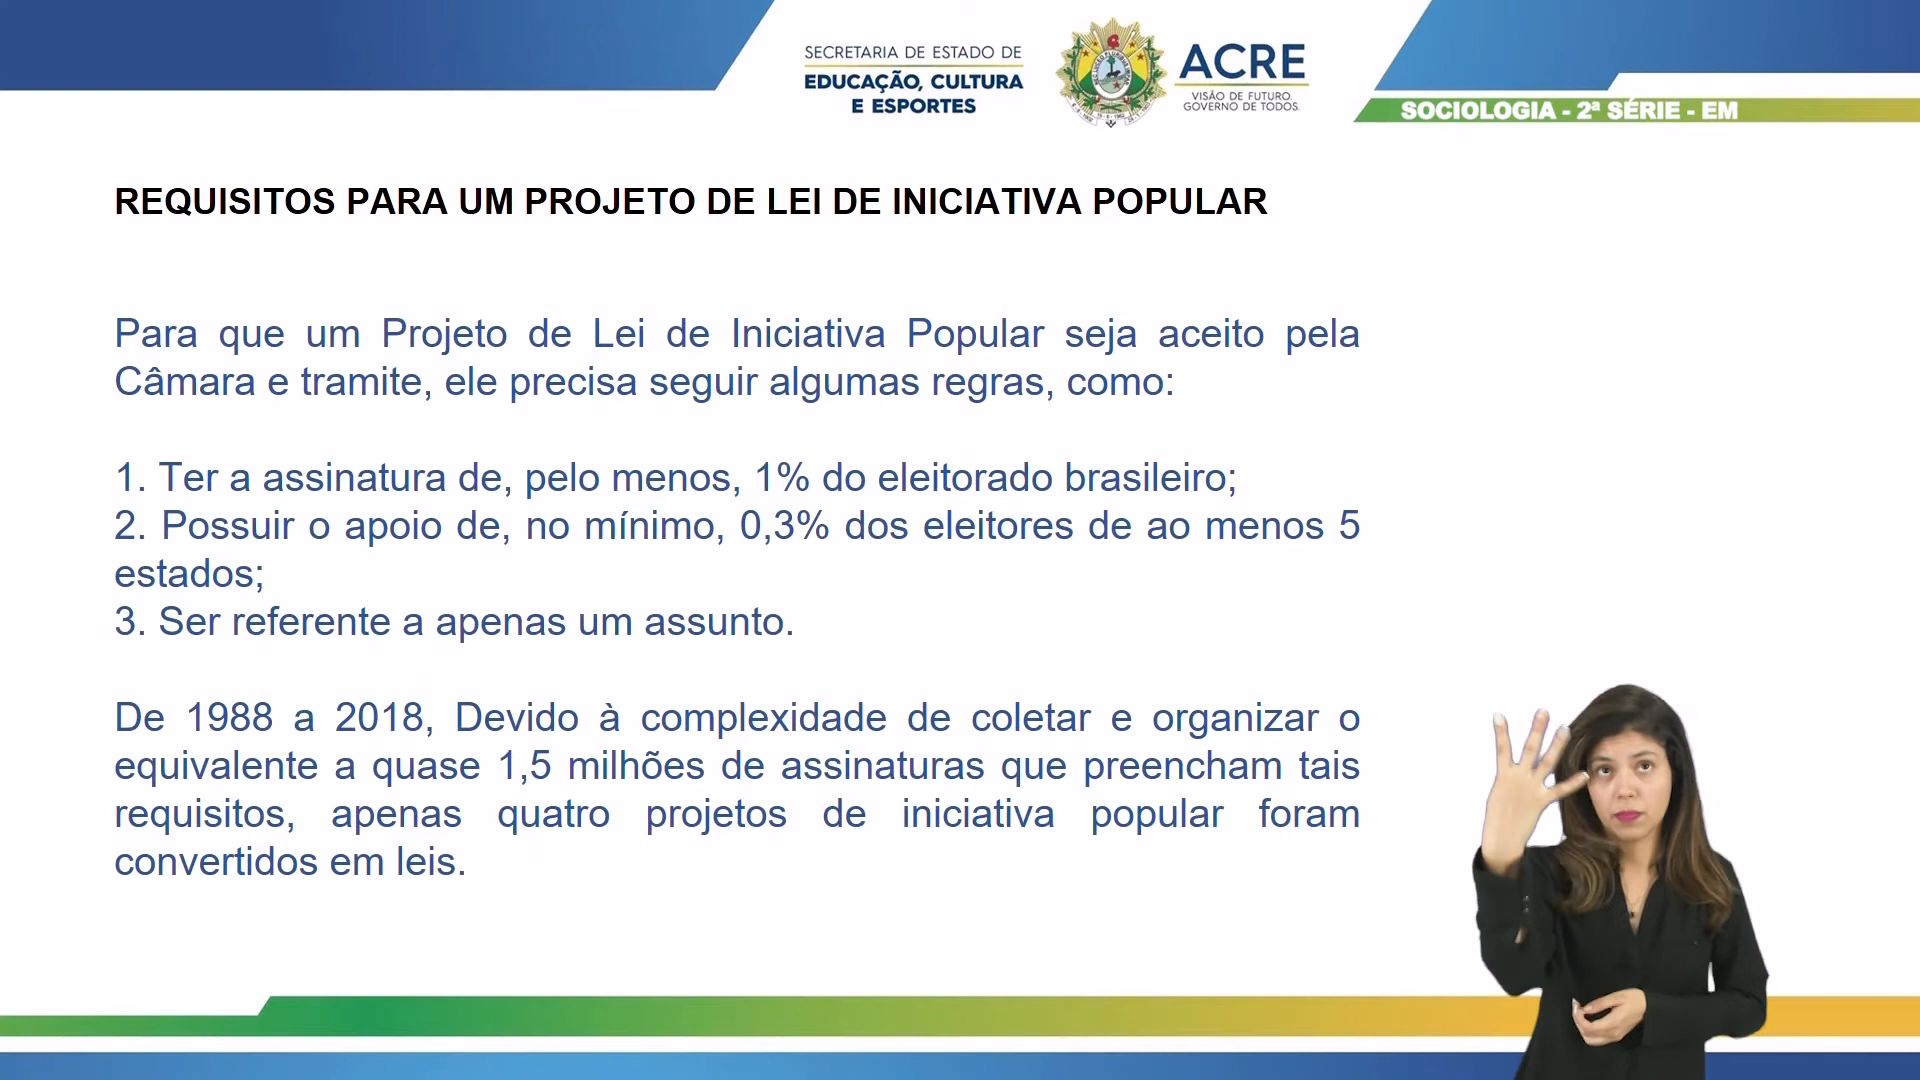 SECRETARIA DE ESTADO DE
EDUCAÇÃO, CULTURA
E ESPORTES
ACRE
VISÃO DE FUTURO.
GOVERNO DE TODOS.
SOCIOLOGIA - 2ª SÉRIE - EM
REQUISITOS PARA UM PROJETO DE LEI DE INICIATIVA POPULAR
Para que um Projeto de Lei de Iniciativa Popular seja aceito pela
Câmara e tramite, ele precisa seguir algumas regras, como:
1. Ter a assinatura de, pelo menos, 1% do eleitorado brasileiro;
2. Possuir o apoio de, no mínimo, 0,3% dos eleitores de ao menos 5
estados;
3. Ser referente a apenas um assunto.
De 1988 a 2018, Devido à complexidade de coletar e organizar o
equivalente a quase 1,5 milhões de assinaturas que preencham tais
requisitos, apenas quatro projetos de iniciativa popular foram
convertidos em leis.